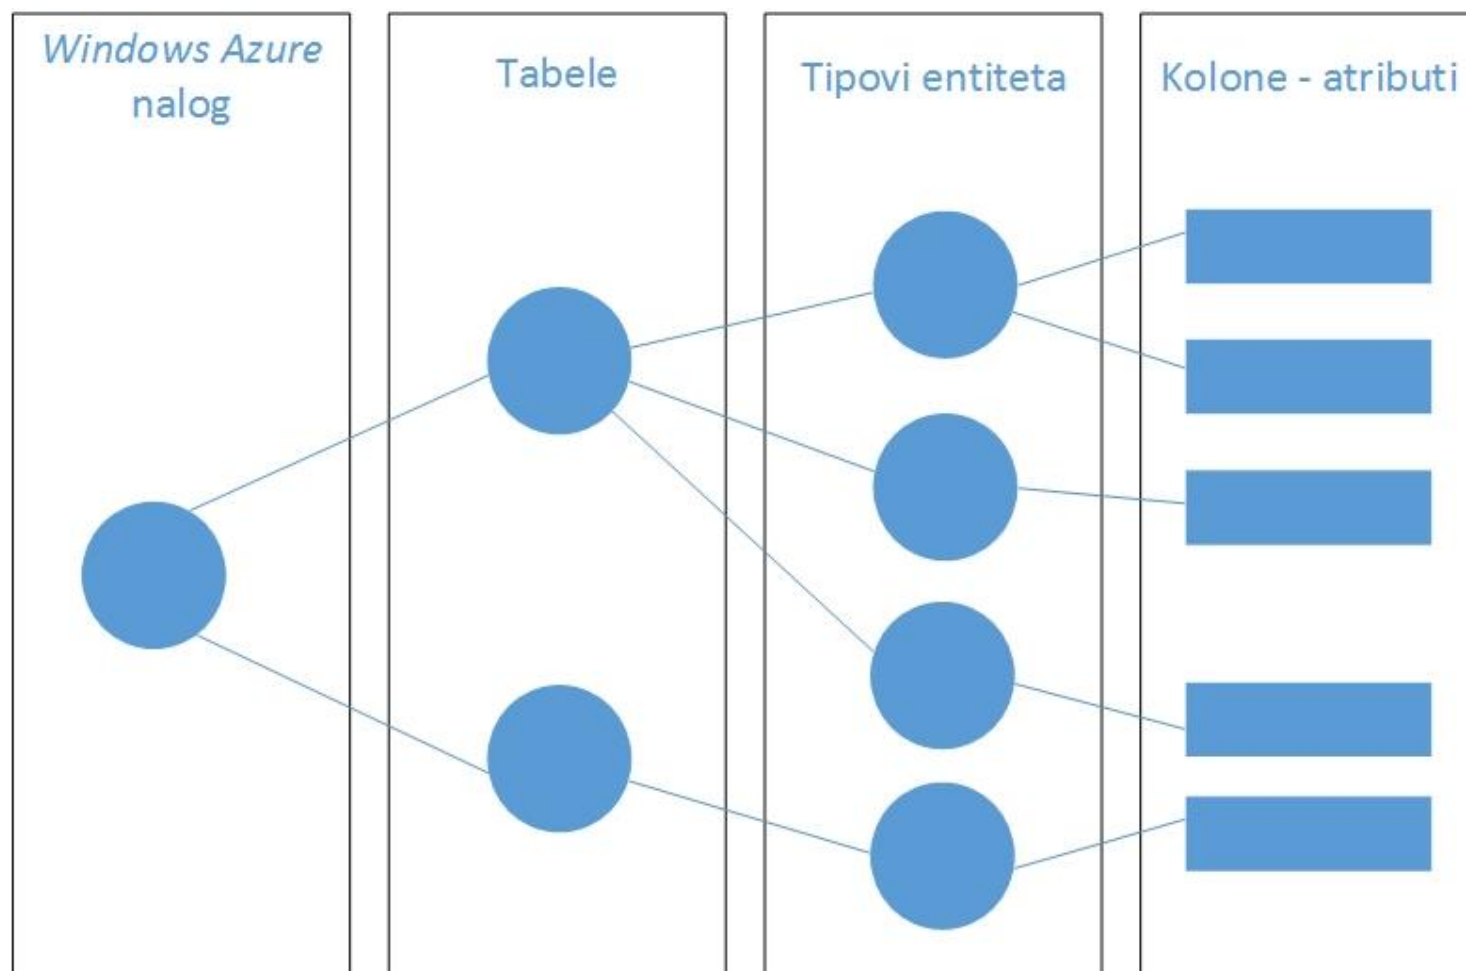 Windows Azure
nalog
Tabele
Tipovi entiteta
Kolone - atributi